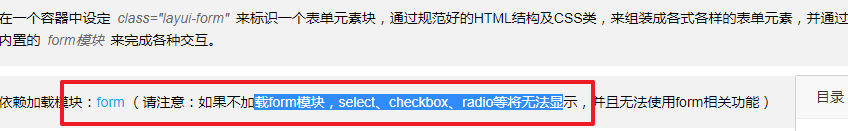 在一个容器中设定 class="layui-form" 来标识一个表单元素块，通过规范好的HTML结构及CSS类，来组装成各式各样的表单元素，并通过
内置的 form模块 来完成各种交互。
依赖加载模块：form （ 请注意：如果不加载form模块，select、checkbox、radio等将无法显示，并且无法使用form相关功能 ）
目录